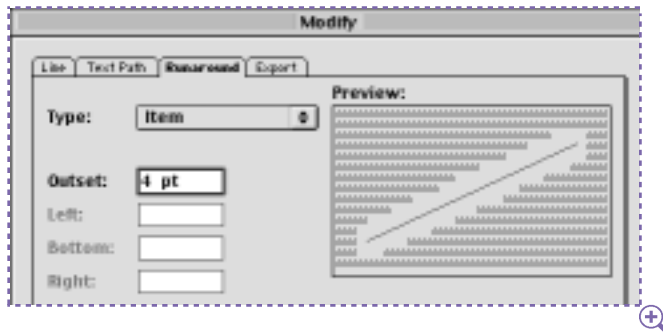 Modify
Line Text Path Runaround Export
Preview:
Type: Item
Outset: 4 pt
Left:
Bottom:
Right: